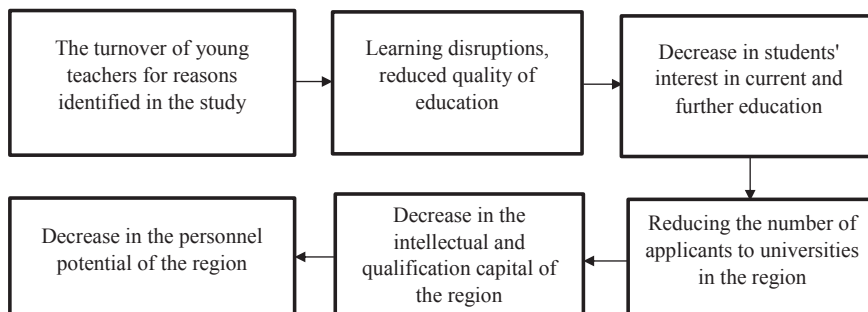 The turnover of young
teachers for reasons
identified in the study
Learning disruptions,
reduced quality of
education
Decrease in students'
interest in current and
further education
Reducing the number of
applicants to universities
in the region
Decrease in the
intellectual and
qualification capital of
the region
Decrease in the personnel
potential of the region